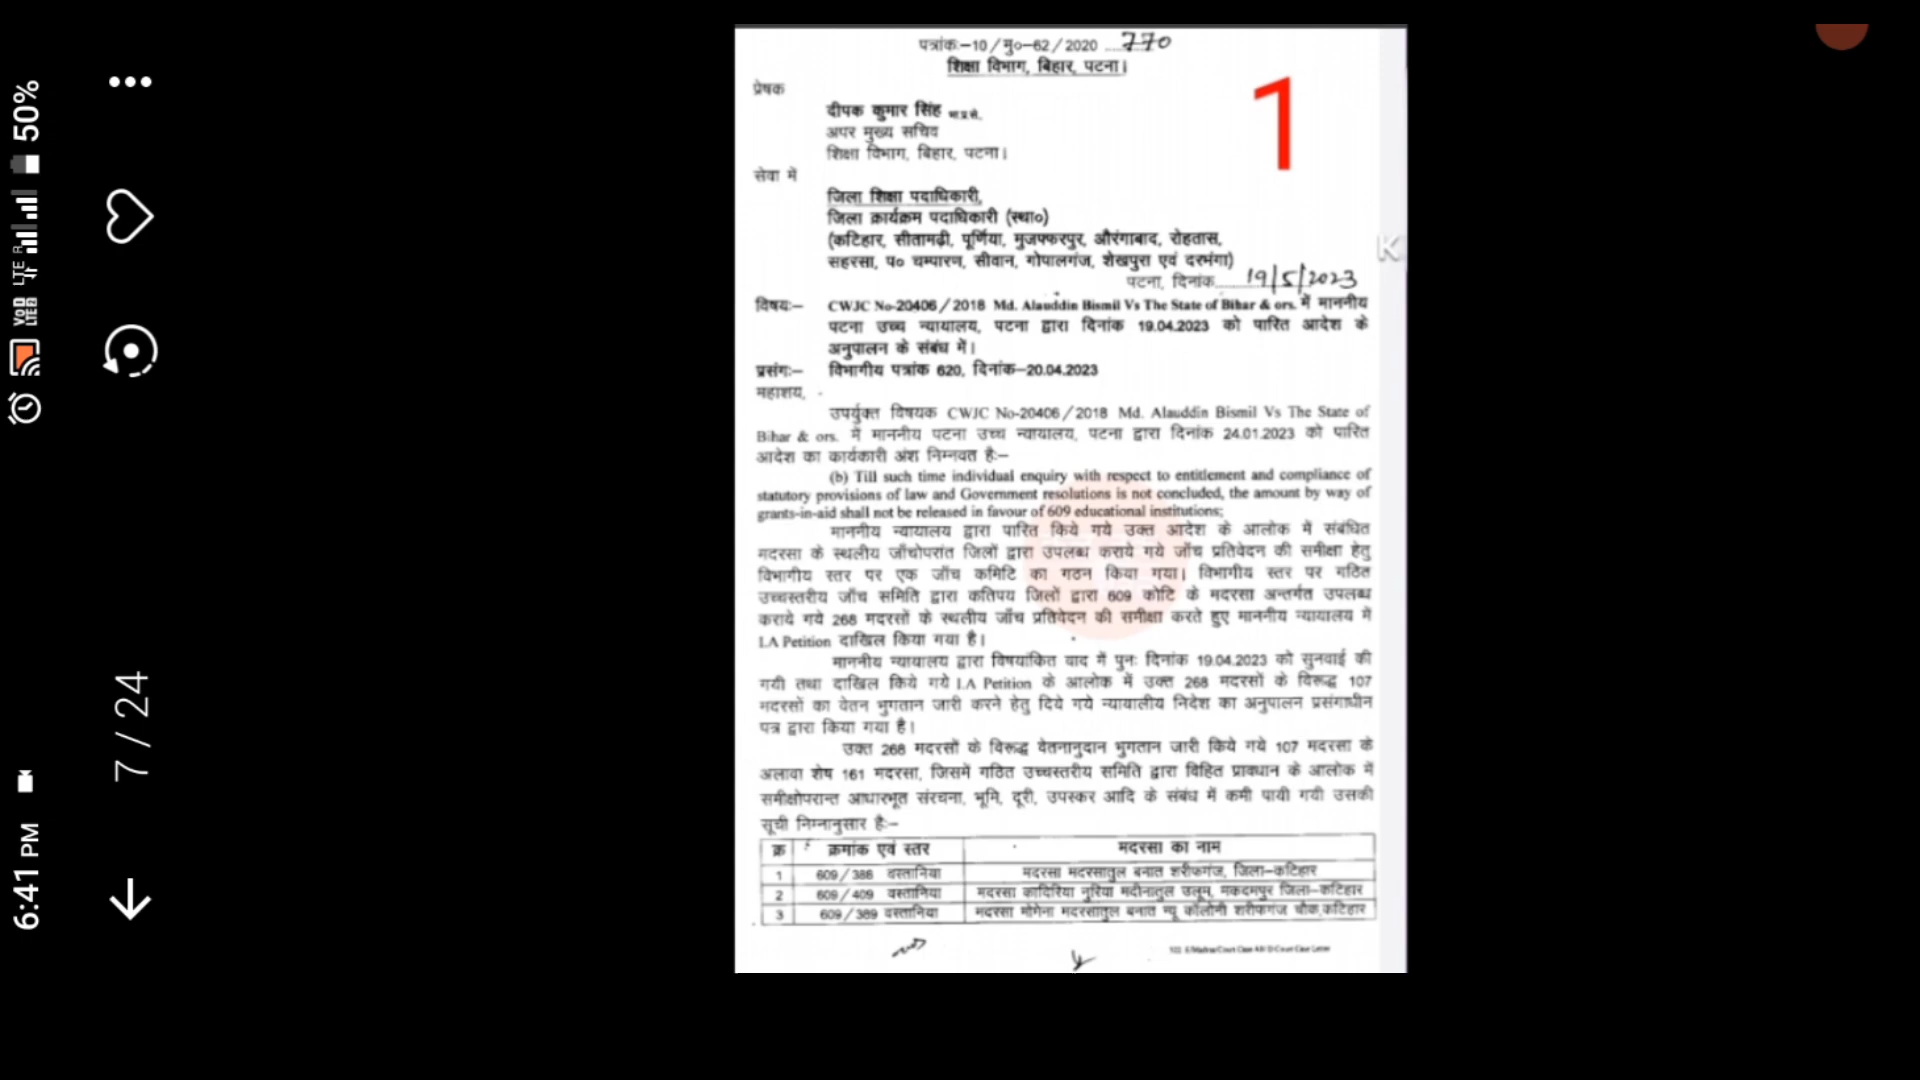 6:41 PM
VoD LTE2
LTE R
50%
7 / 24
पत्रांक:–10/मु०–62/2020 ....770
शिक्षा विभाग, बिहार, पटना।
1
प्रेषक
दीपक कुमार सिंह भा.प्र.से.
अपर मुख्य सचिव
शिक्षा विभाग, बिहार, पटना।
सेवा में
जिला शिक्षा पदाधिकारी,
जिला कार्यक्रम पदाधिकारी (स्था०)
(कटिहार, सीतामढ़ी, पूर्णिया, मुजफ्फरपुर, औरंगाबाद, रोहतास,
सहरसा, प० चम्पारण, सीवान, गोपालगंज, शेखपुरा एवं दरभंगा)
K
पटना, दिनांक........19/5/2023
विषय:– CWJC No-20406/2018 Md. Alauddin Bismil Vs The State of Bihar & ors. में माननीय
पटना उच्च न्यायालय, पटना द्वारा दिनांक 19.04.2023 को पारित आदेश के
अनुपालन के संबंध में।
प्रसंग:– विभागीय पत्रांक 620, दिनांक–20.04.2023
महाशय,
उपर्युक्त विषयक CWJC No-20406/2018 Md. Alauddin Bismil Vs The State of
Bihar & ors. में माननीय पटना उच्च न्यायालय, पटना द्वारा दिनांक 24.01.2023 को पारित
आदेश का कार्यकारी अंश निम्नवत है:–
(b) Till such time individual enquiry with respect to entitlement and compliance of
statutory provisions of law and Government resolutions is not concluded, the amount by way of
grants-in-aid shall not be released in favour of 609 educational institutions;
माननीय न्यायालय द्वारा पारित किये गये उक्त आदेश के आलोक में संबंधित
मदरसा के स्थलीय जाँचोपरांत जिलों द्वारा उपलब्ध कराये गये जाँच प्रतिवेदन की समीक्षा हेतु
विभागीय स्तर पर एक जाँच कमिटि का गठन किया गया। विभागीय स्तर पर गठित
उच्चस्तरीय जाँच समिति द्वारा कतिपय जिलों द्वारा 609 कोटि के मदरसा अन्तर्गत उपलब्ध
कराये गये 268 मदरसों के स्थलीय जाँच प्रतिवेदन की समीक्षा करते हुए माननीय न्यायालय में
I.A Petition दाखिल किया गया है।
माननीय न्यायालय द्वारा विषयांकित वाद में पुनः दिनांक 19.04.2023 को सुनवाई की
गयी तथा दाखिल किये गये I.A Petition के आलोक में उक्त 268 मदरसों के विरूद्ध 107
मदरसों का वेतन भुगतान जारी करने हेतु दिये गये न्यायालीय निदेश का अनुपालन प्रसंगाधीन
पत्र द्वारा किया गया है।
उक्त 268 मदरसों के विरूद्ध वेतनानुदान भुगतान जारी किये गये 107 मदरसा के
अलावा शेष 161 मदरसा, जिसमें गठित उच्चस्तरीय समिति द्वारा विहित प्रावधान के आलोक में
समीक्षोपरान्त आधारभूत संरचना, भूमि, दूरी, उपस्कर आदि के संबंध में कमी पायी गयी उसकी
सूची निम्नानुसार है:–
क्र क्रमांक एवं स्तर मदरसा का नाम
1 609/388 वस्तानिया मदरसा मदरसातुल बनात शरीफगंज, जिला–कटिहार
2 609/409 वस्तानिया मदरसा कादिरिया नुरिया मदीनातुल उलूम, मकदमपुर जिला–कटिहार
3 609/389 वस्तानिया मदरसा मोगेना मदरसातुल बनात न्यू कॉलोनी शरीफगंज चौक,कटिहार